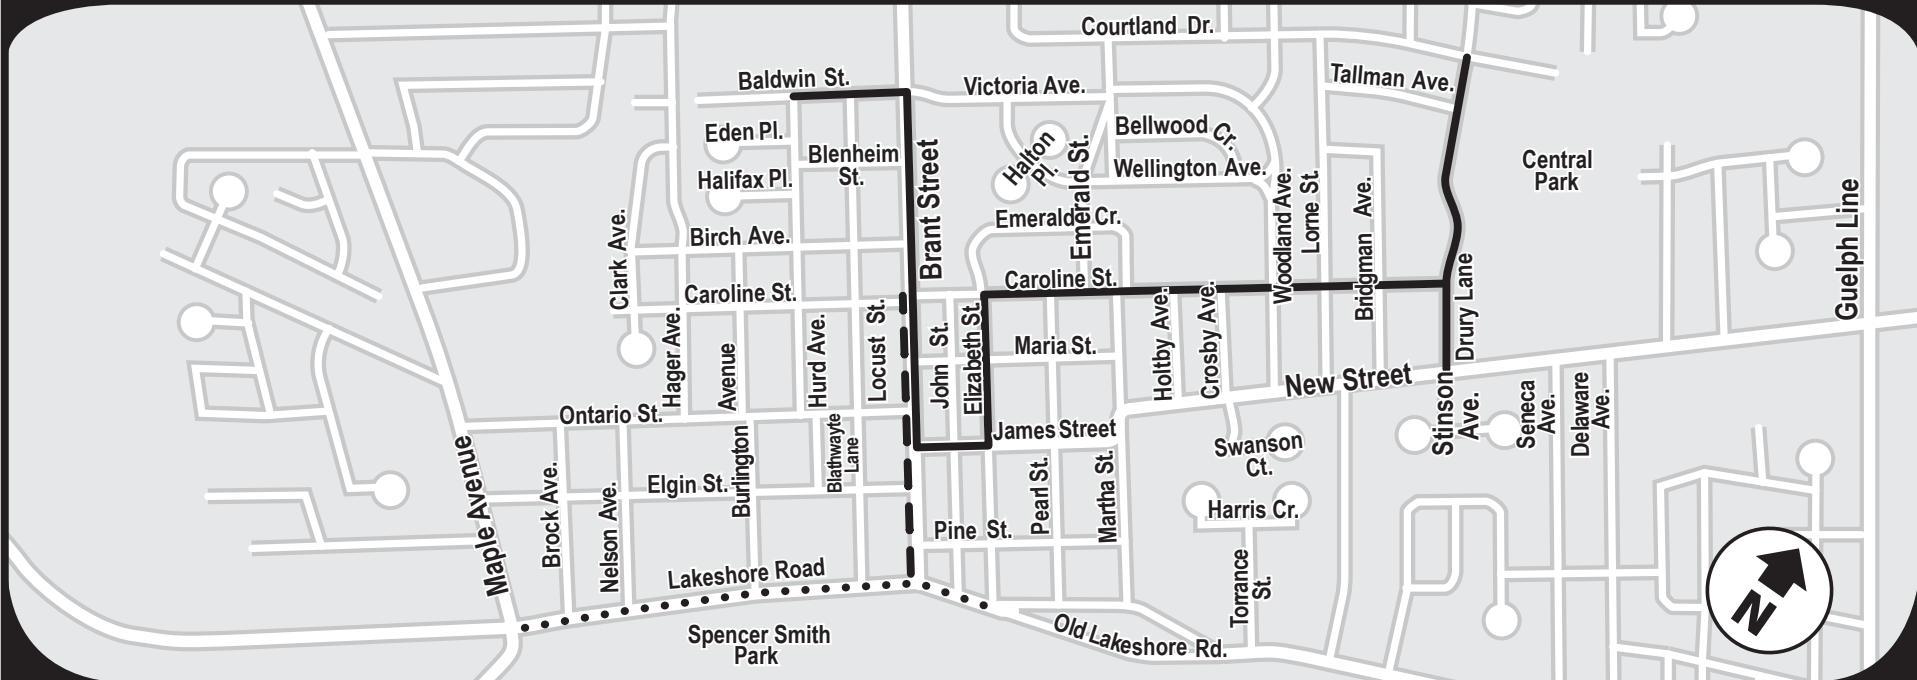 Courtland Dr.
Baldwin St.
Victoria Ave.
Tallman Ave.
Eden Pl.
Blenheim
St.
Halifax Pl.
Brant Street
Halton
Pl.
Emerald St.
Bellwood Cr.
Wellington Ave.
Central
Park
Guelph Line
Clark Ave.
Birch Ave.
Emerald Cr.
Woodland Ave.
Lorne St.
Bridgman Ave.
Caroline St.
Caroline St.
Drury Lane
Hager Ave.
Avenue
Hurd Ave.
Locust St.
John St.
Elizabeth St.
Maria St.
Holtby Ave.
Crosby Ave.
New Street
Ontario St.
James Street
Stinson
Ave.
Seneca
Ave.
Delaware
Ave.
Swanson
Ct.
Maple Avenue
Brock Ave.
Nelson Ave.
Elgin St.
Burlington
Blathwayte
Lane
Pearl St.
Martha St.
Harris Cr.
Pine St.
Lakeshore Road
Torrance
St.
Spencer Smith
Park
Old Lakeshore Rd.
N